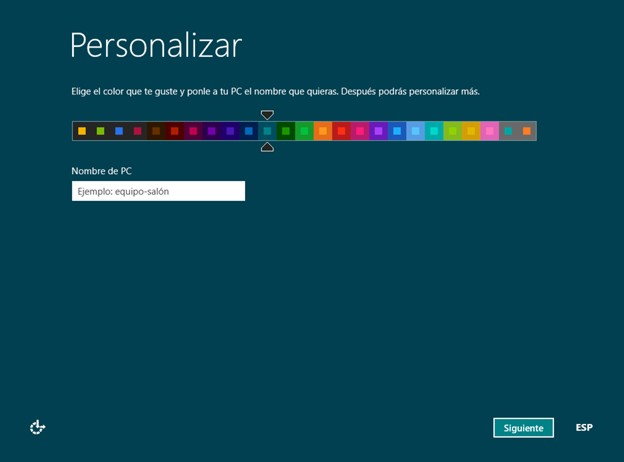 Personalizar
Elige el color que te guste y ponle a tu PC el nombre que quieras. Después podrás personalizar más.
Nombre de PC
Ejemplo: equipo-salón
Siguiente ESP